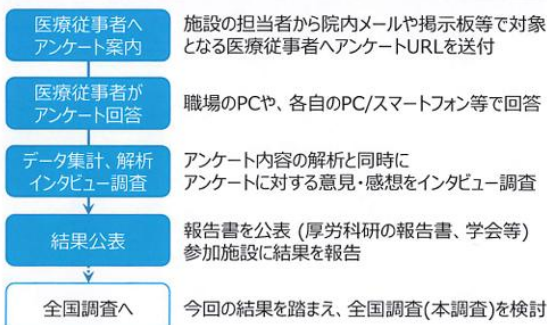 医療従事者へ
アンケート案内
施設の担当者から院内メールや掲示板等で対象
となる医療従事者へアンケートURLを送付
医療従事者が
アンケート回答
職場のPCや、各自のPC/スマートフォン等で回答
データ集計、解析
インタビュー調査
アンケート内容の解析と同時に
アンケートに対する意見・感想をインタビュー調査
結果公表
報告書を公表 (厚労科研の報告書、学会等)
参加施設に結果を報告
全国調査へ
今回の結果を踏まえ、全国調査(本調査)を検討